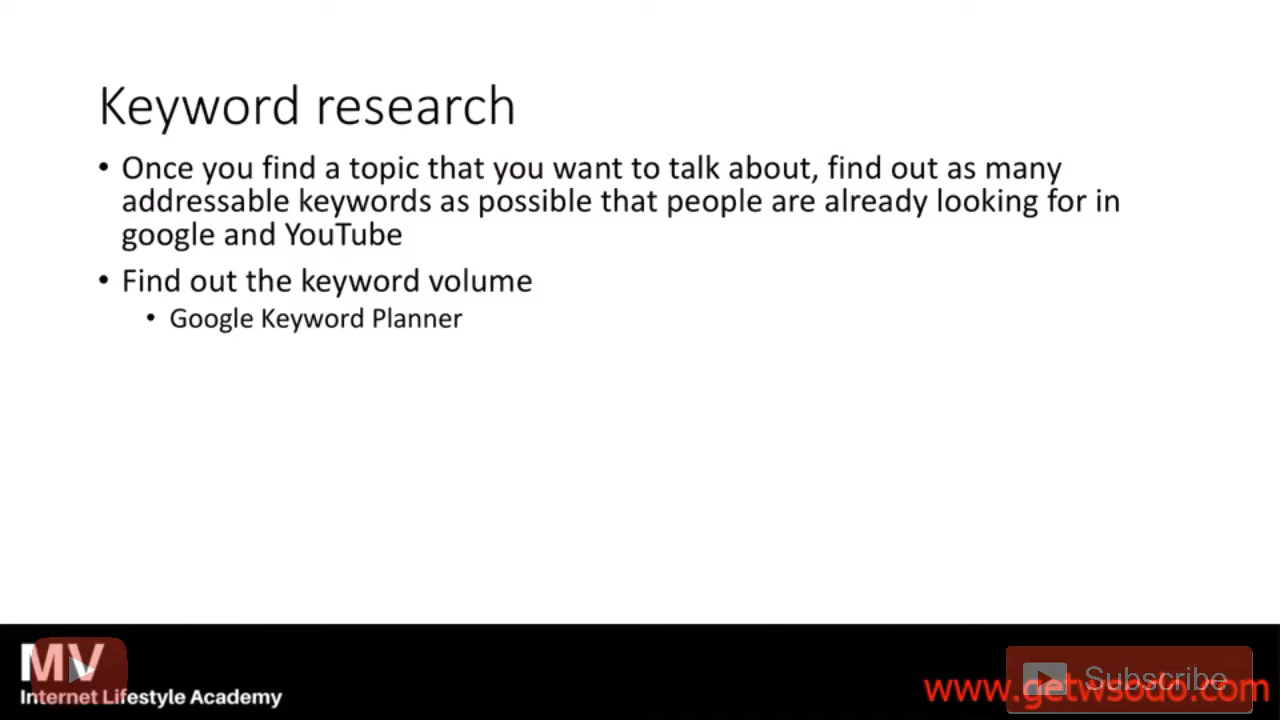 Keyword research
• Once you find a topic that you want to talk about, find out as many
addressable keywords as possible that people are already looking for in
google and YouTube
• Find out the keyword volume
• Google Keyword Planner
MV
Internet Lifestyle Academy
www.getwsodo.com
Subscribe